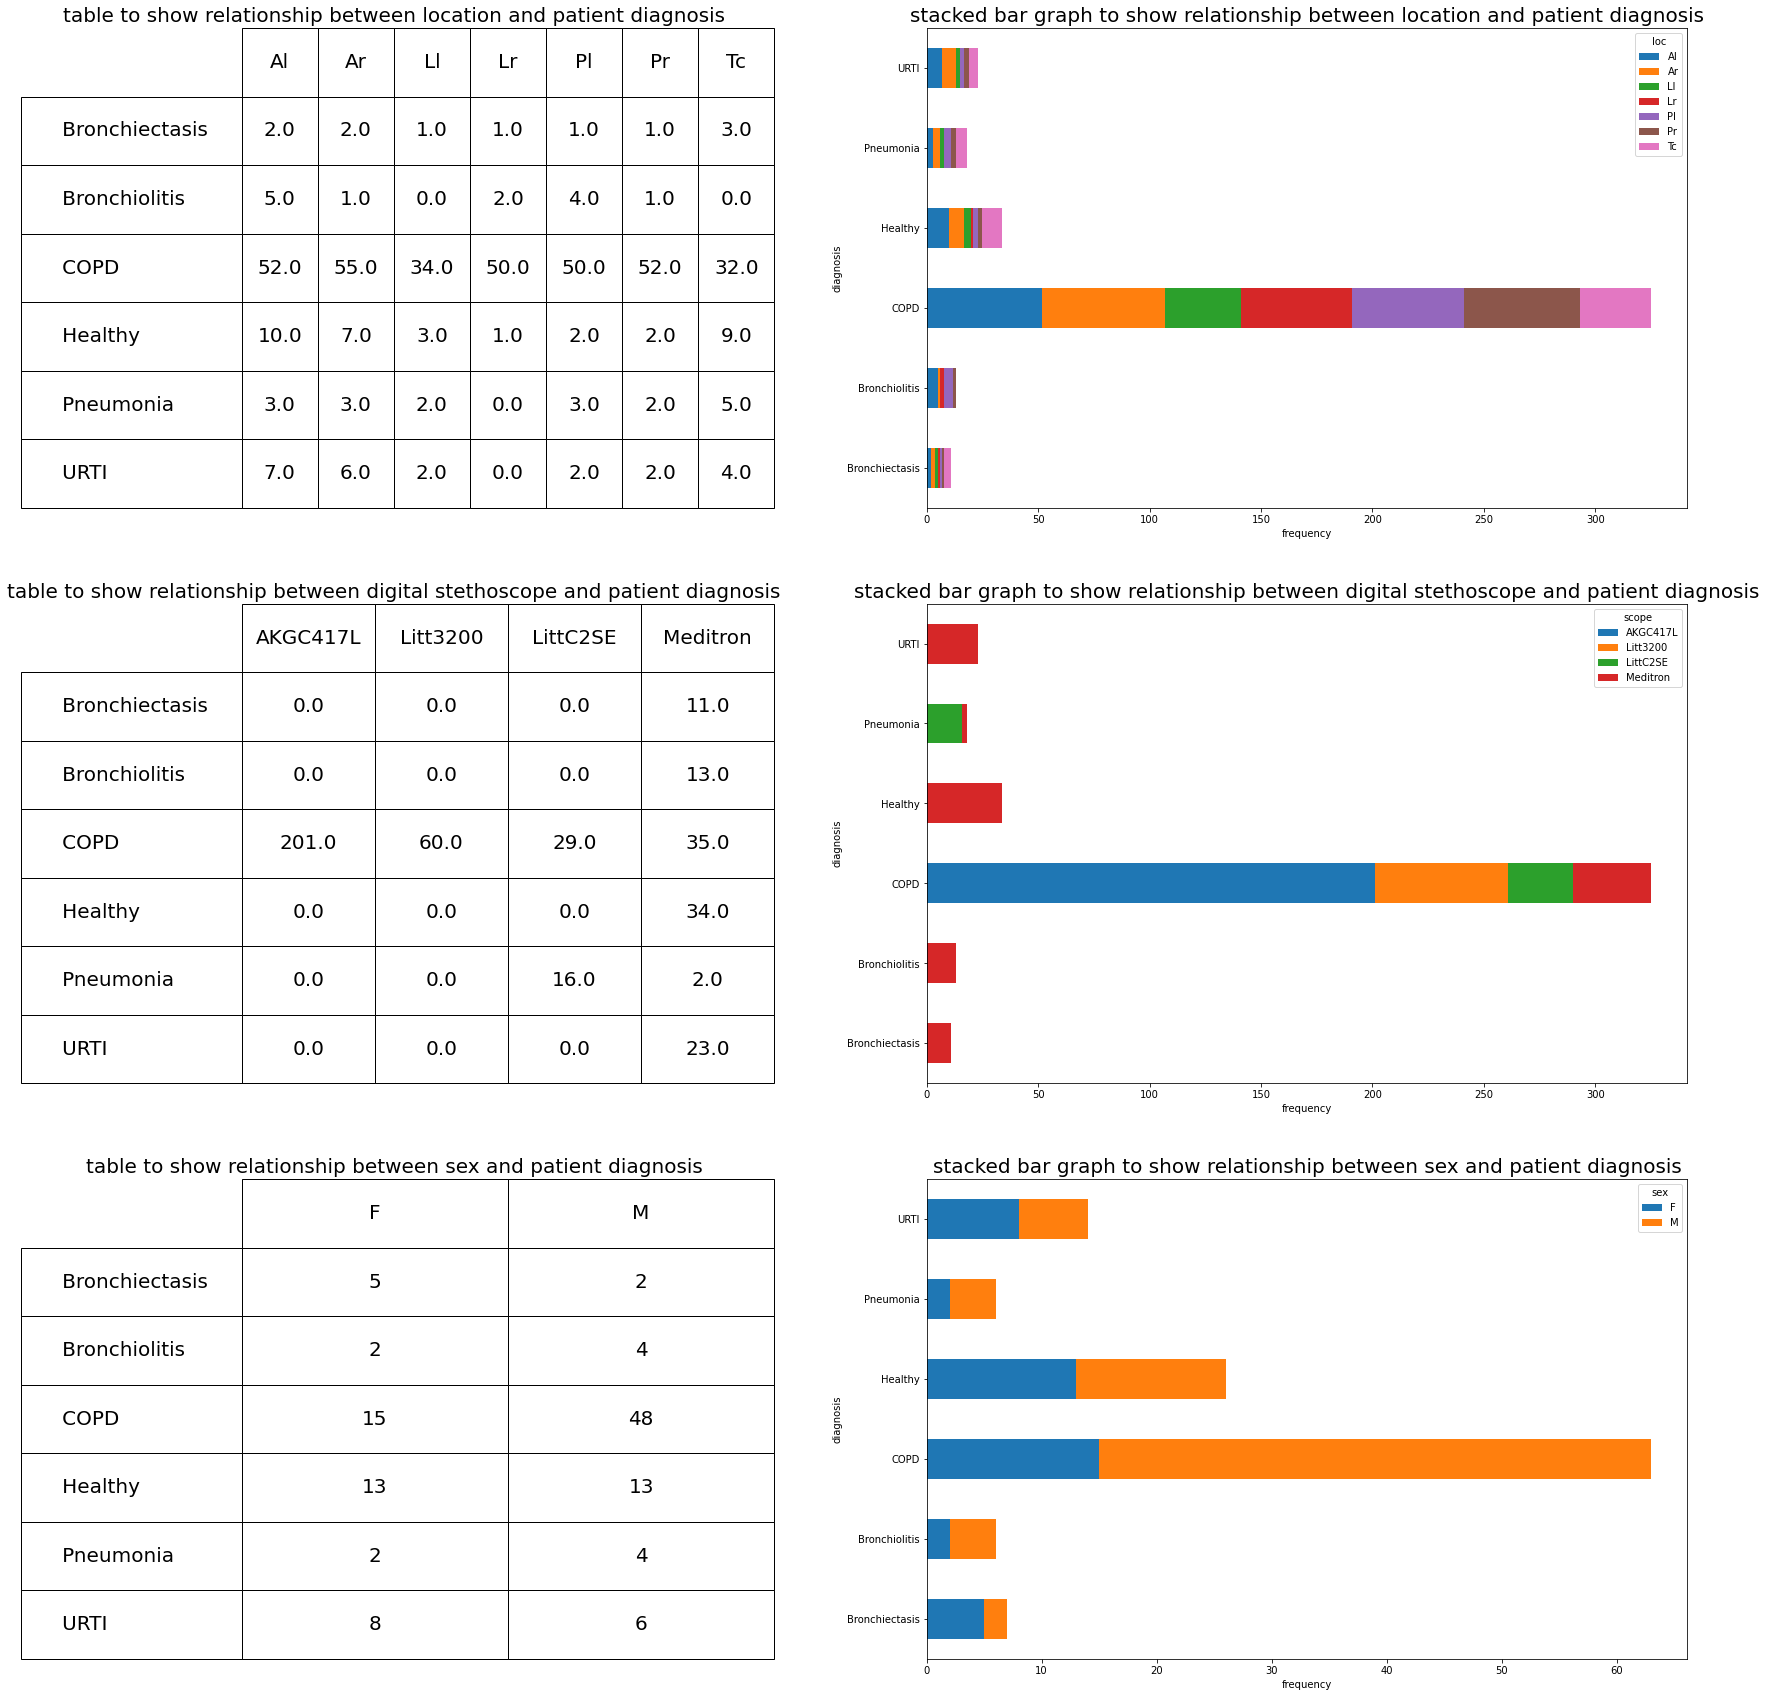 table to show relationship between location and patient diagnosis
Al Ar Ll Lr Pl Pr Tc
Bronchiectasis 2.0 2.0 1.0 1.0 1.0 1.0 3.0
Bronchiolitis 5.0 1.0 0.0 2.0 4.0 1.0 0.0
COPD 52.0 55.0 34.0 50.0 50.0 52.0 32.0
Healthy 10.0 7.0 3.0 1.0 2.0 2.0 9.0
Pneumonia 3.0 3.0 2.0 0.0 3.0 2.0 5.0
URTI 7.0 6.0 2.0 0.0 2.0 2.0 4.0
stacked bar graph to show relationship between location and patient diagnosis
loc
Al
Ar
Ll
Lr
Pl
Pr
Tc
diagnosis
URTI
Pneumonia
Healthy
COPD
Bronchiolitis
Bronchiectasis
0 50 100 150 200 250 300
frequency
table to show relationship between digital stethoscope and patient diagnosis
AKGC417L Litt3200 LittC2SE Meditron
Bronchiectasis 0.0 0.0 0.0 11.0
Bronchiolitis 0.0 0.0 0.0 13.0
COPD 201.0 60.0 29.0 35.0
Healthy 0.0 0.0 0.0 34.0
Pneumonia 0.0 0.0 16.0 2.0
URTI 0.0 0.0 0.0 23.0
stacked bar graph to show relationship between digital stethoscope and patient diagnosis
scope
AKGC417L
Litt3200
LittC2SE
Meditron
diagnosis
URTI
Pneumonia
Healthy
COPD
Bronchiolitis
Bronchiectasis
0 50 100 150 200 250 300
frequency
table to show relationship between sex and patient diagnosis
F M
Bronchiectasis 5 2
Bronchiolitis 2 4
COPD 15 48
Healthy 13 13
Pneumonia 2 4
URTI 8 6
stacked bar graph to show relationship between sex and patient diagnosis
sex
F
M
diagnosis
URTI
Pneumonia
Healthy
COPD
Bronchiolitis
Bronchiectasis
0 10 20 30 40 50 60
frequency